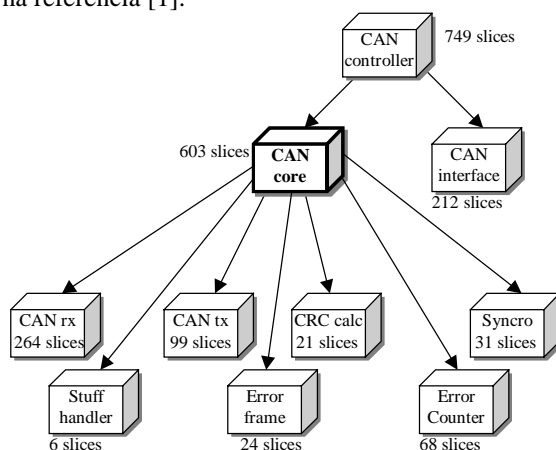 na referência [1].
CAN
controller
749 slices
603 slices
CAN
core
CAN
interface
212 slices
CAN rx
264 slices
CAN tx
99 slices
CRC calc
21 slices
Syncro
31 slices
Stuff
handler
6 slices
Error
frame
24 slices
Error
Counter
68 slices